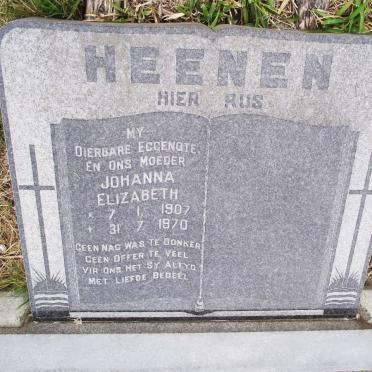 HEENEN
HIER RUS
MY
DIERBARE EGGENOTE
EN ONS MOEDER
JOHANNA
ELIZABETH
* 7 1 1907
+ 31 7 1970
GEEN NAG WAS TE DONKER
GEEN OFFER TE VEEL
VIR ONS HET SY ALTYD
MET LIEFDE BEDEEL